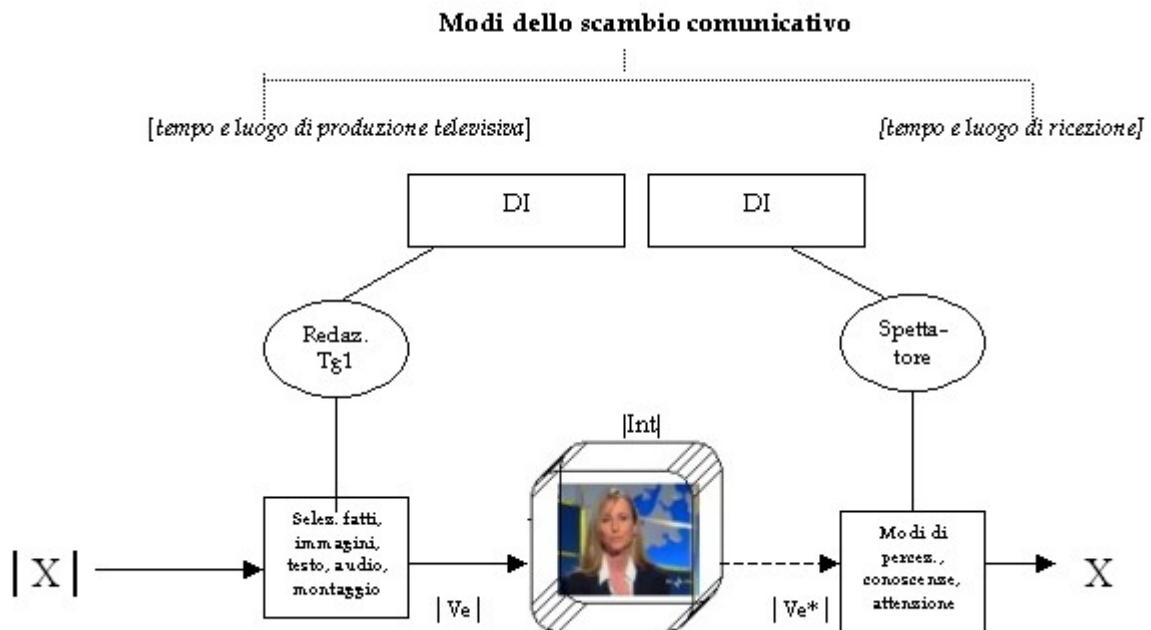 Modi dello scambio comunicativo
[tempo e luogo di produzione televisiva]
[tempo e luogo di ricezione]
DI
DI
Redaz.
Tg1
Spetta-
tore
|Int|
Selez. fatti,
immagini,
testo, audio,
montaggio
Modi di
percez.,
conoscenze,
attenzione
|X|
X
|Ve|
|Ve*|